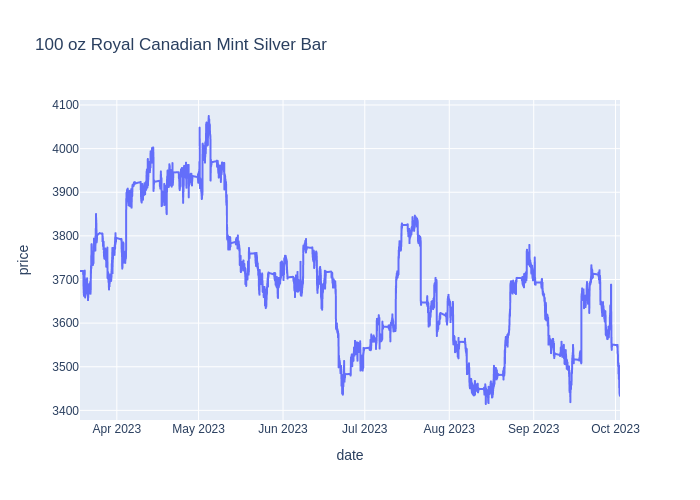 100 oz Royal Canadian Mint Silver Bar
4100
4000
3900
3800
3700
3600
3500
3400
price
Apr 2023 May 2023 Jun 2023 Jul 2023 Aug 2023 Sep 2023 Oct 2023
date